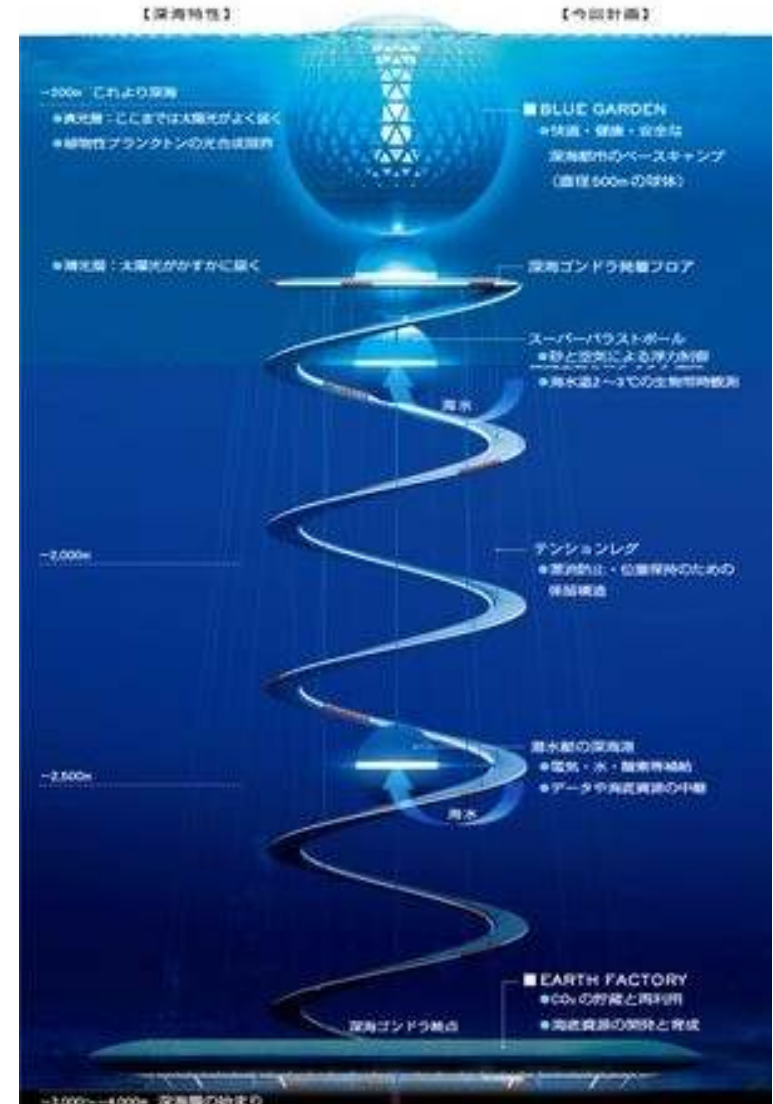 【深海特性】
【今回計画】
−200m これより深海
●真光層:ここまでは太陽光がよく届く
●植物性プランクトンの光合成限界
■BLUE GARDEN
●快適・健康・安全な
深海都市のベースキャンプ
(直径500mの球体)
●薄光層:太陽光がかすかに届く
深海ゴンドラ発着フロア
スーパーバラストボール
●砂と空気による浮力制御
●海水温2〜3℃の生物常時観測
海水
−2,000m
テンションレグ
●漂流防止・位置保持のための
係留構造
潜水艇の深海港
●電気・水・酸素等補給
●データや海底資源の中継
−2,500m
海水
■EARTH FACTORY
●CO₂の貯蔵と再利用
●海底資源の開発と育成
深海ゴンドラ終点
−3,000〜−4,000m 深海層の始まり